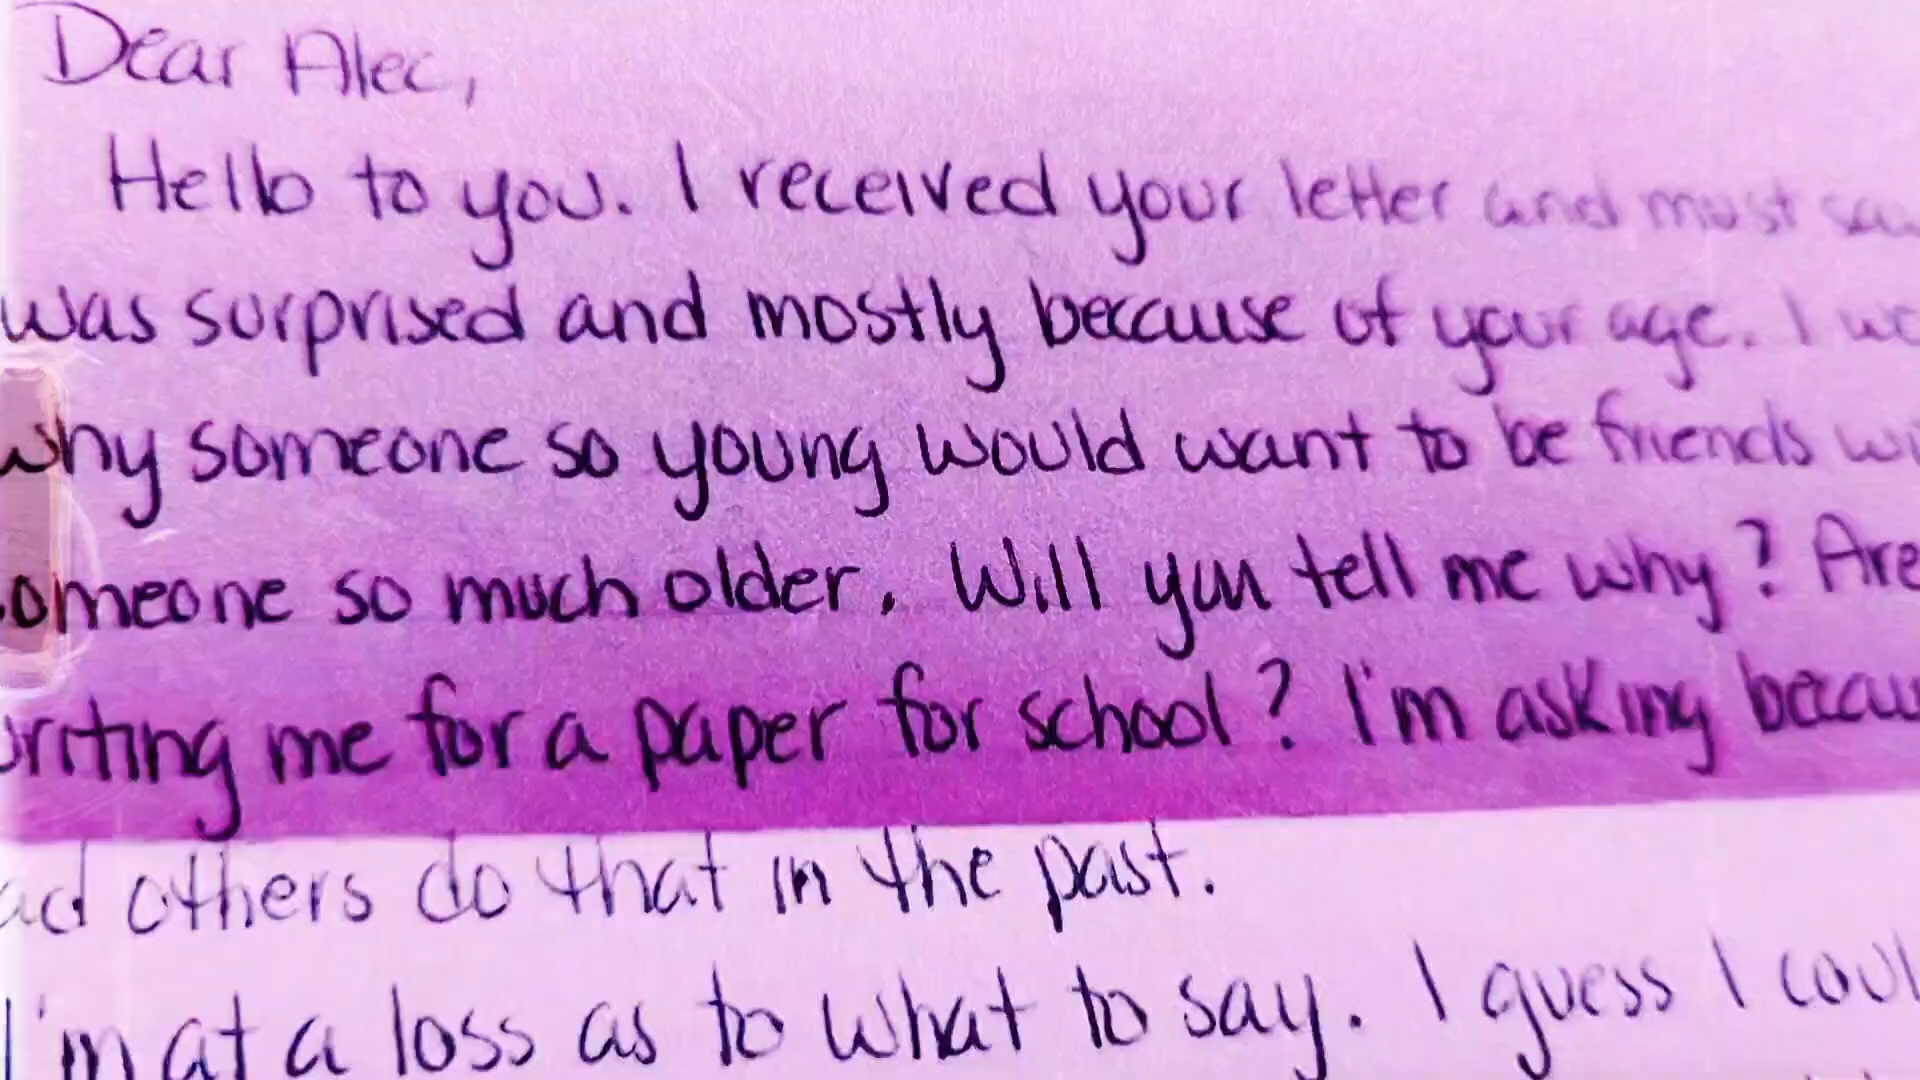 Dear Alec,
Hello to you. I received your letter and must say
was surprised and mostly because of your age. I
why someone so young would want to be friends
someone so much older. Will you tell me why? Are
writing me for a paper for school? I'm asking
others do that in the past.
I'm at a loss as to what to say. I guess I